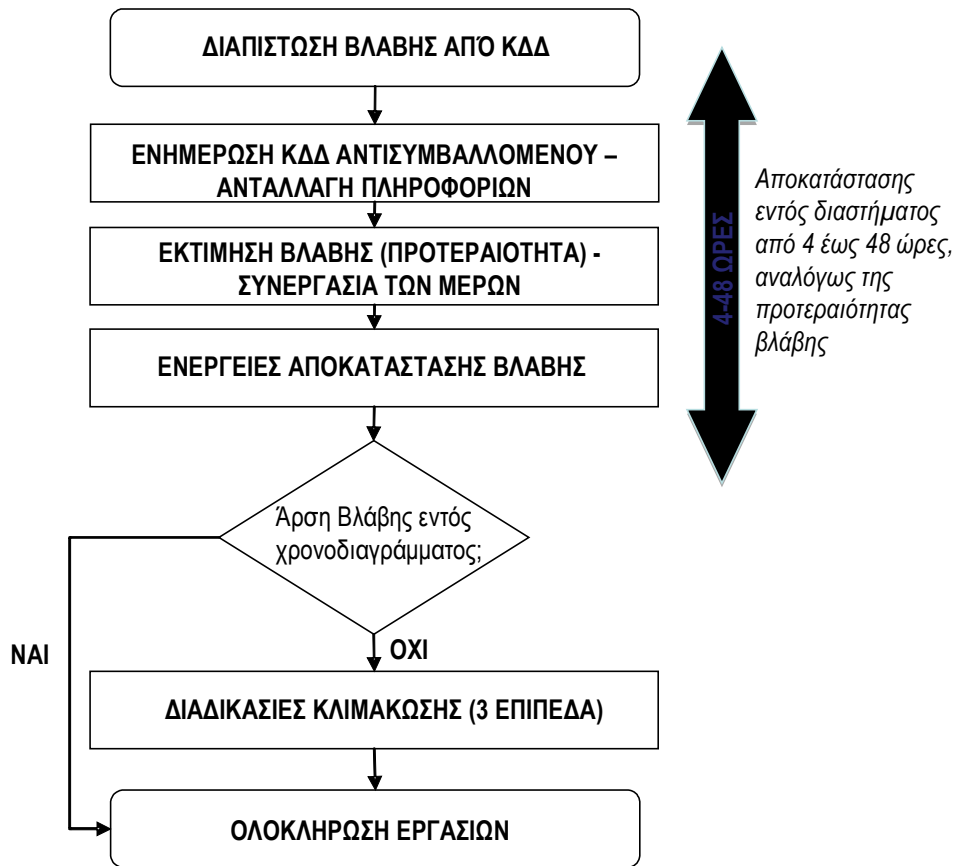 ΔΙΑΠΙΣΤΩΣΗ ΒΛΑΒΗΣ ΑΠΌ ΚΔΔ
ΕΝΗΜΕΡΩΣΗ ΚΔΔ ΑΝΤΙΣΥΜΒΑΛΛΟΜΕΝΟΥ –
ΑΝΤΑΛΛΑΓΗ ΠΛΗΡΟΦΟΡΙΩΝ
ΕΚΤΙΜΗΣΗ ΒΛΑΒΗΣ (ΠΡΟΤΕΡΑΙΟΤΗΤΑ) -
ΣΥΝΕΡΓΑΣΙΑ ΤΩΝ ΜΕΡΩΝ
ΕΝΕΡΓΕΙΕΣ ΑΠΟΚΑΤΑΣΤΑΣΗΣ ΒΛΑΒΗΣ
4-48 ΩΡΕΣ
Αποκατάστασης
εντός διαστήματος
από 4 έως 48 ώρες,
αναλόγως της
προτεραιότητας
βλάβης
Άρση Βλάβης εντός
χρονοδιαγράμματος;
ΝΑΙ
ΟΧΙ
ΔΙΑΔΙΚΑΣΙΕΣ ΚΛΙΜΑΚΩΣΗΣ (3 ΕΠΙΠΕΔΑ)
ΟΛΟΚΛΗΡΩΣΗ ΕΡΓΑΣΙΩΝ